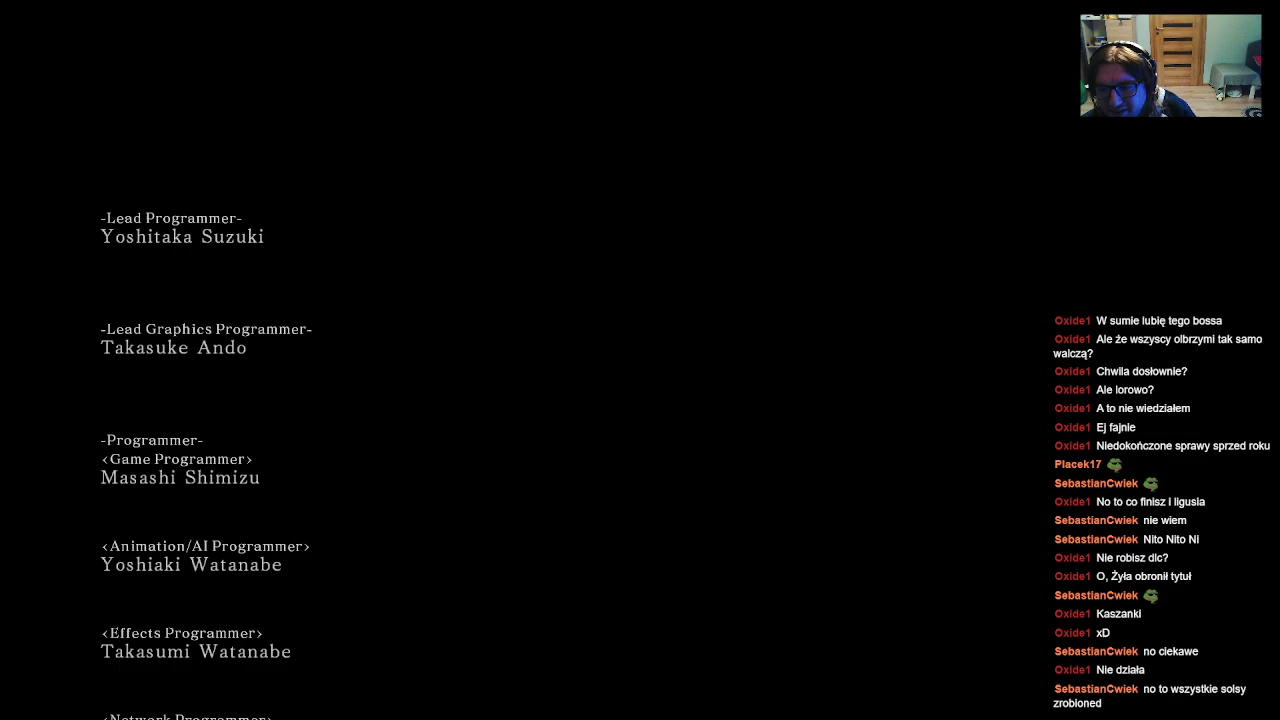 -Lead Programmer-
Yoshitaka Suzuki
-Lead Graphics Programmer-
Takasuke Ando
-Programmer-
<Game Programmer>
Masashi Shimizu
<Animation/AI Programmer>
Yoshiaki Watanabe
<Effects Programmer>
Takasumi Watanabe
<Network Programmer>
Oxide1 W sumie lubię tego bossa
Oxide1 Ale że wszyscy olbrzymi tak samo
walczą?
Oxide1 Chwila dosłownie?
Oxide1 Ale lorowo?
Oxide1 A to nie wiedziałem
Oxide1 Ej fajnie
Oxide1 Niedokończone sprawy sprzed roku
Placek17
SebastianCwiek
Oxide1 No to co finisz i ligusia
SebastianCwiek nie wiem
SebastianCwiek Nito Nito Ni
Oxide1 Nie robisz dlc?
Oxide1 O, Żyła obronił tytuł
SebastianCwiek
Oxide1 Kaszanki
Oxide1 xD
SebastianCwiek no ciekawe
Oxide1 Nie działa
SebastianCwiek no to wszystkie solsy
zrobioned